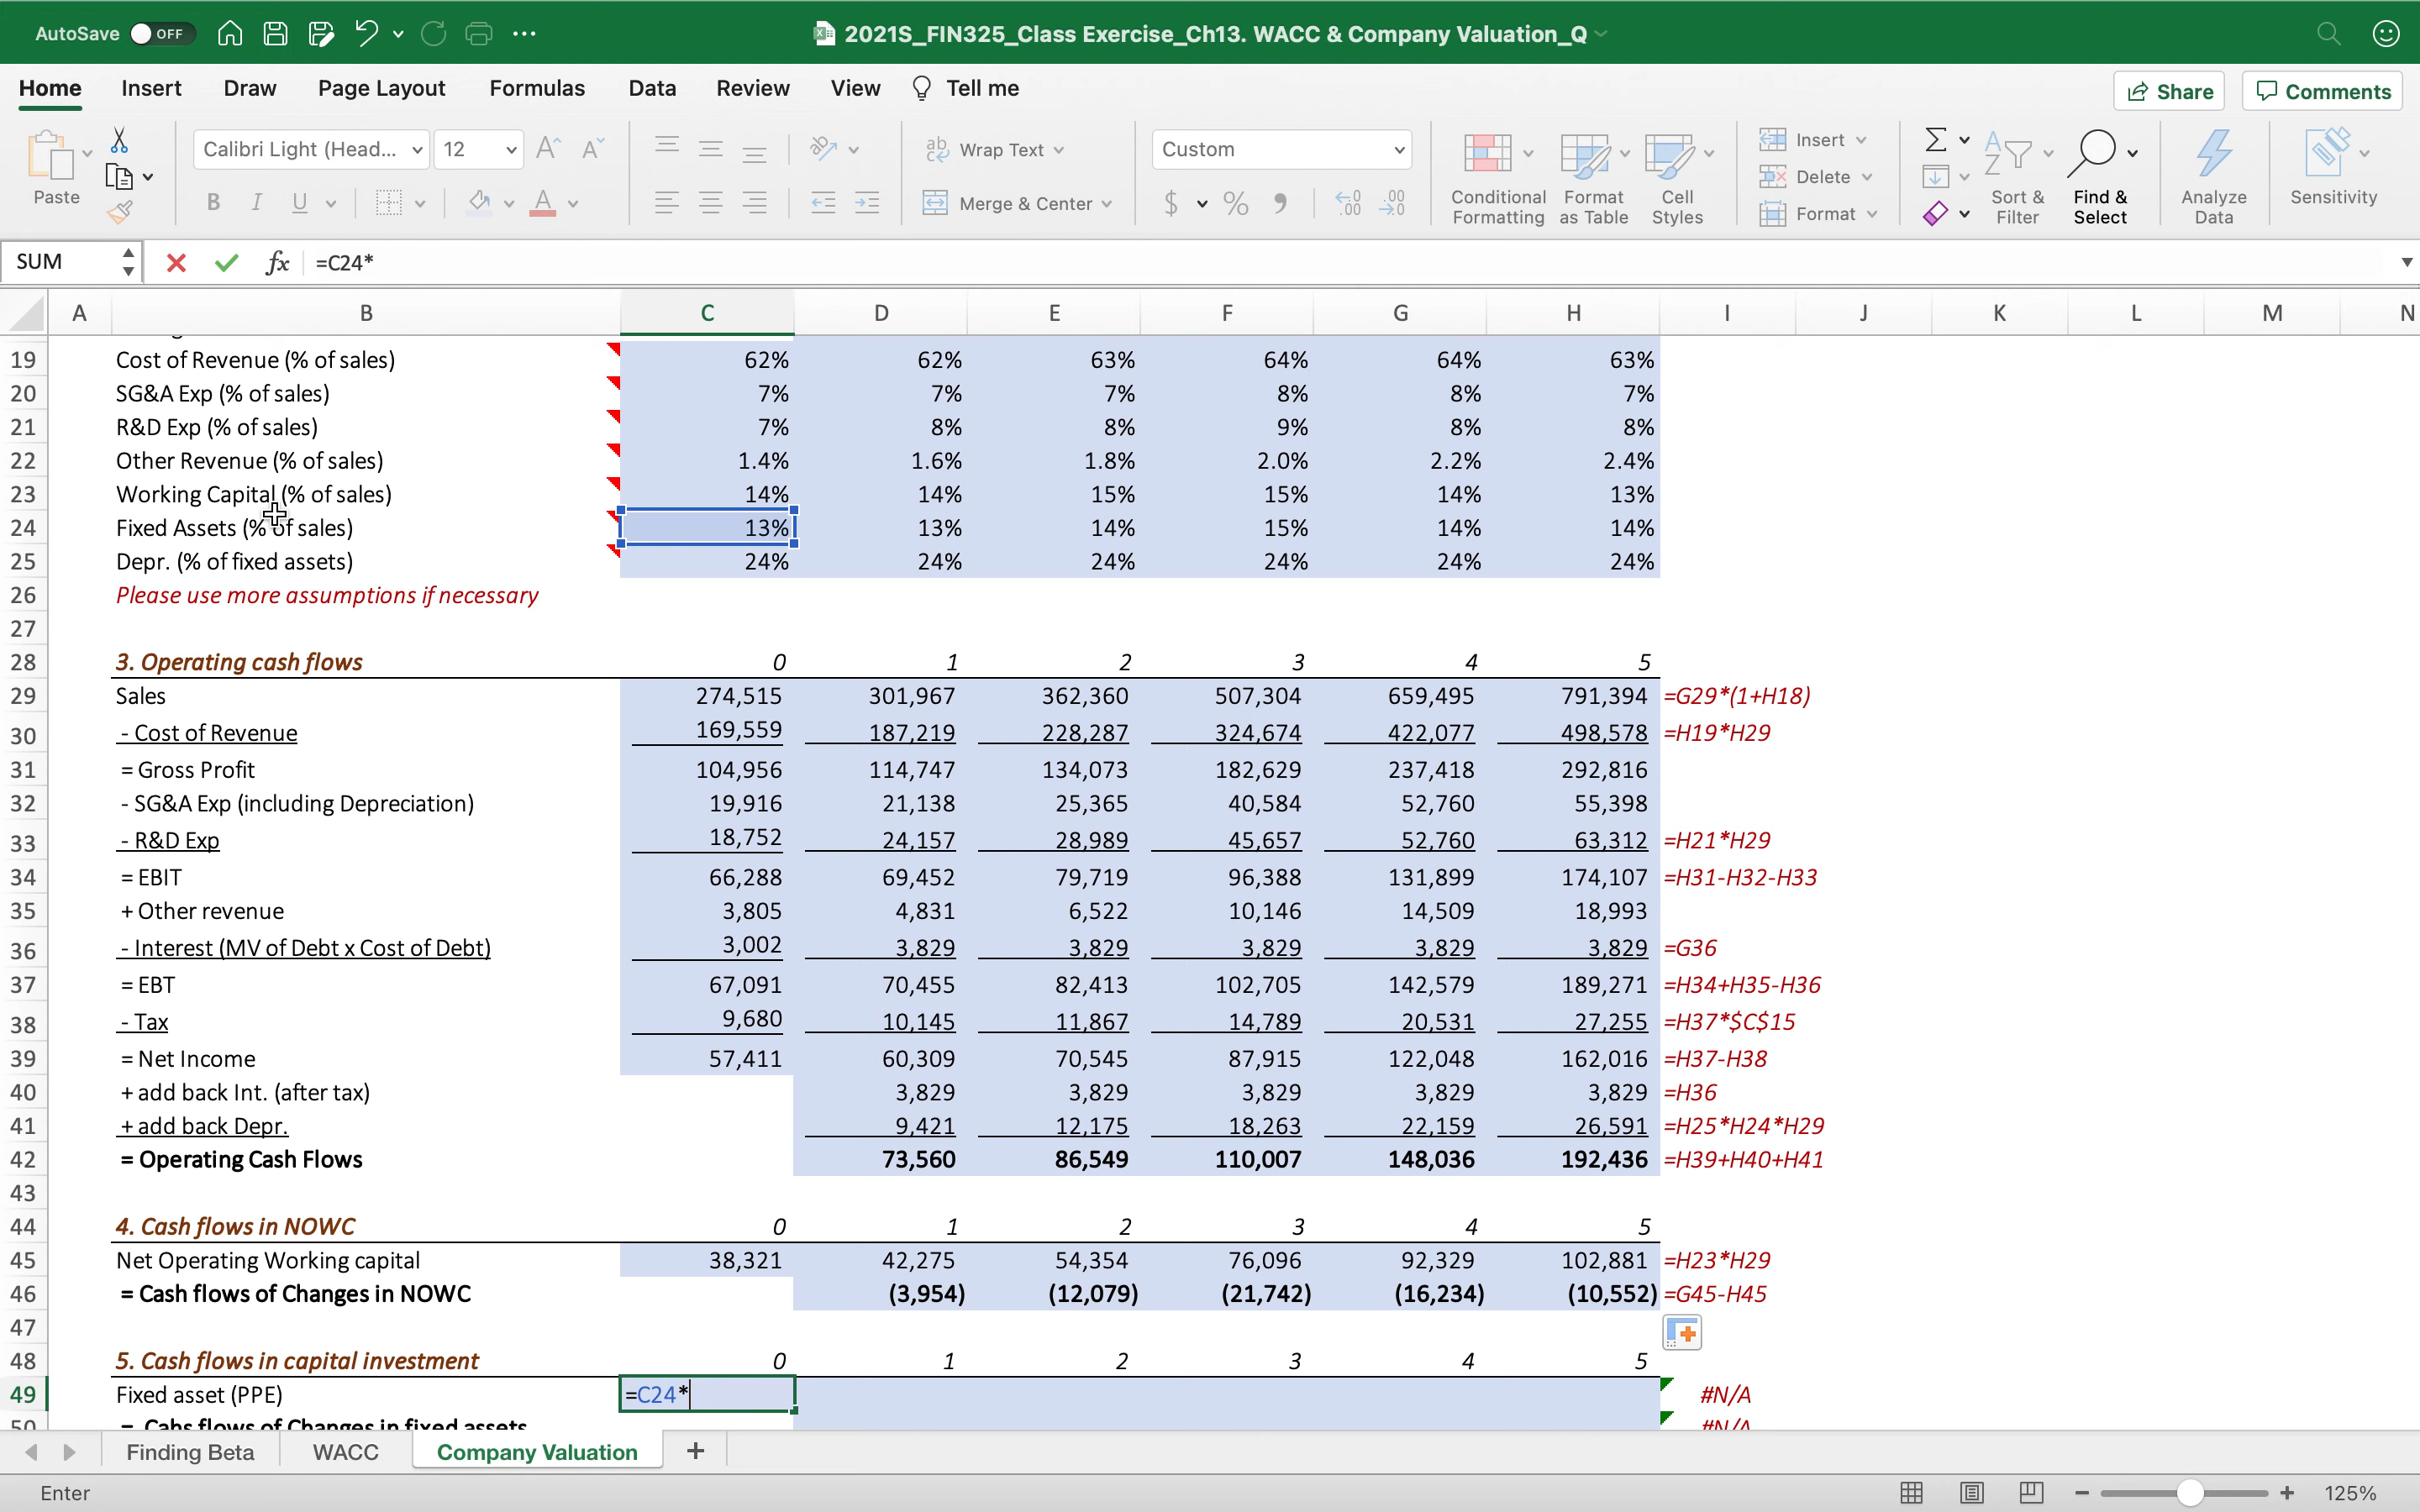 AutoSave OFF 2021S_FIN325_Class Exercise_Ch13. WACC & Company Valuation_Q
Home Insert Draw Page Layout Formulas Data Review View Tell me Share Comments
Paste Calibri Light (Head... 12 Wrap Text Custom Insert
B I U Merge & Center $ % Conditional Formatting Format as Table Cell Styles Delete Format Sort & Filter Find & Select Analyze Data Sensitivity
SUM fx =C24*
A B C D E F G H I J K L M N
19 Cost of Revenue (% of sales) 62% 62% 63% 64% 64% 63%
20 SG&A Exp (% of sales) 7% 7% 7% 8% 8% 7%
21 R&D Exp (% of sales) 7% 8% 8% 9% 8% 8%
22 Other Revenue (% of sales) 1.4% 1.6% 1.8% 2.0% 2.2% 2.4%
23 Working Capital (% of sales) 14% 14% 15% 15% 14% 13%
24 Fixed Assets (% of sales) 13% 13% 14% 15% 14% 14%
25 Depr. (% of fixed assets) 24% 24% 24% 24% 24% 24%
26 Please use more assumptions if necessary
27
28 3. Operating cash flows 0 1 2 3 4 5
29 Sales 274,515 301,967 362,360 507,304 659,495 791,394 =G29*(1+H18)
30 - Cost of Revenue 169,559 187,219 228,287 324,674 422,077 498,578 =H19*H29
31 = Gross Profit 104,956 114,747 134,073 182,629 237,418 292,816
32 - SG&A Exp (including Depreciation) 19,916 21,138 25,365 40,584 52,760 55,398
33 - R&D Exp 18,752 24,157 28,989 45,657 52,760 63,312 =H21*H29
34 = EBIT 66,288 69,452 79,719 96,388 131,899 174,107 =H31-H32-H33
35 + Other revenue 3,805 4,831 6,522 10,146 14,509 18,993
36 - Interest (MV of Debt x Cost of Debt) 3,002 3,829 3,829 3,829 3,829 3,829 =G36
37 = EBT 67,091 70,455 82,413 102,705 142,579 189,271 =H34+H35-H36
38 - Tax 9,680 10,145 11,867 14,789 20,531 27,255 =H37*$C$15
39 = Net Income 57,411 60,309 70,545 87,915 122,048 162,016 =H37-H38
40 + add back Int. (after tax) 3,829 3,829 3,829 3,829 3,829 =H36
41 + add back Depr. 9,421 12,175 18,263 22,159 26,591 =H25*H24*H29
42 = Operating Cash Flows 73,560 86,549 110,007 148,036 192,436 =H39+H40+H41
43
44 4. Cash flows in NOWC 0 1 2 3 4 5
45 Net Operating Working capital 38,321 42,275 54,354 76,096 92,329 102,881 =H23*H29
46 = Cash flows of Changes in NOWC (3,954) (12,079) (21,742) (16,234) (10,552) =G45-H45
47
48 5. Cash flows in capital investment 0 1 2 3 4 5
49 Fixed asset (PPE) =C24* #N/A
50 = Cahs flows of Changes in fixed assets #N/A
Finding Beta WACC Company Valuation +
Enter 125%